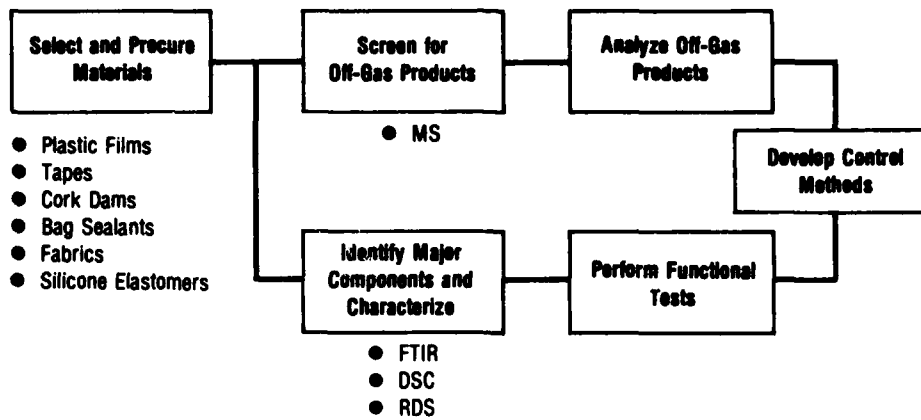 Select and Procure
Materials
Screen for
Off-Gas Products
Analyze Off-Gas
Products
● Plastic Films
● Tapes
● Cork Dams
● Bag Sealants
● Fabrics
● Silicone Elastomers
● MS
Develop Control
Methods
Identify Major
Components and
Characterize
Perform Functional
Tests
● FTIR
● DSC
● RDS